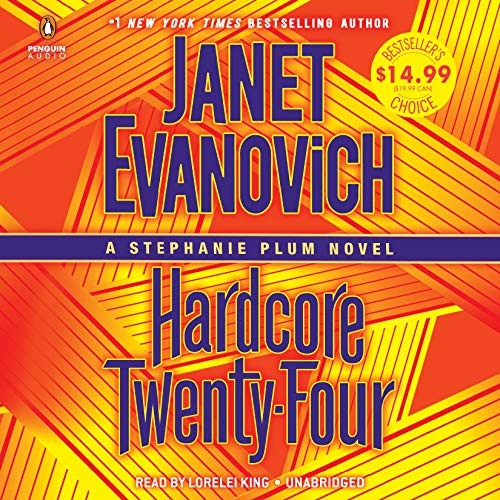 Penguin
Audio
#1 NEW YORK TIMES BESTSELLING AUTHOR
JANET
EVANOViCH
BESTSELLER'S
$14.99
($19.99 CAN)
CHOICE
A STEPHANIE PLUM NOVEL
Hardcore
Twenty-Four
READ BY LORELEI KING • UNABRIDGED